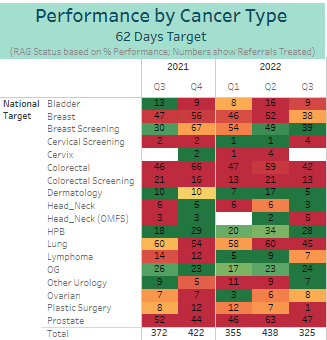 Performance by Cancer Type
62 Days Target
(RAG Status based on % Performance; Numbers show Referrals Treated)
2021 2022
Q3 Q4 Q1 Q2 Q3
National Target Bladder 13 9 8 16 9
Breast 47 56 46 52 38
Breast Screening 30 67 54 49 39
Cervical Screening 2 2 1 1 4
Cervix 2 1 4
Colorectal 46 66 47 59 42
Colorectal Screening 21 16 13 21 13
Dermatology 10 10 7 17 5
Head_Neck 6 5 6 6 3
Head_Neck (OMFS) 3 3 2 5
HPB 18 29 20 34 28
Lung 60 54 58 60 46
Lymphoma 14 12 5 9 7
OG 26 23 17 23 24
Other Urology 9 5 11 9 7
Ovarian 7 7 3 6 8
Plastic Surgery 8 12 12 7 1
Prostate 52 44 46 63 47
Total 372 422 355 438 325